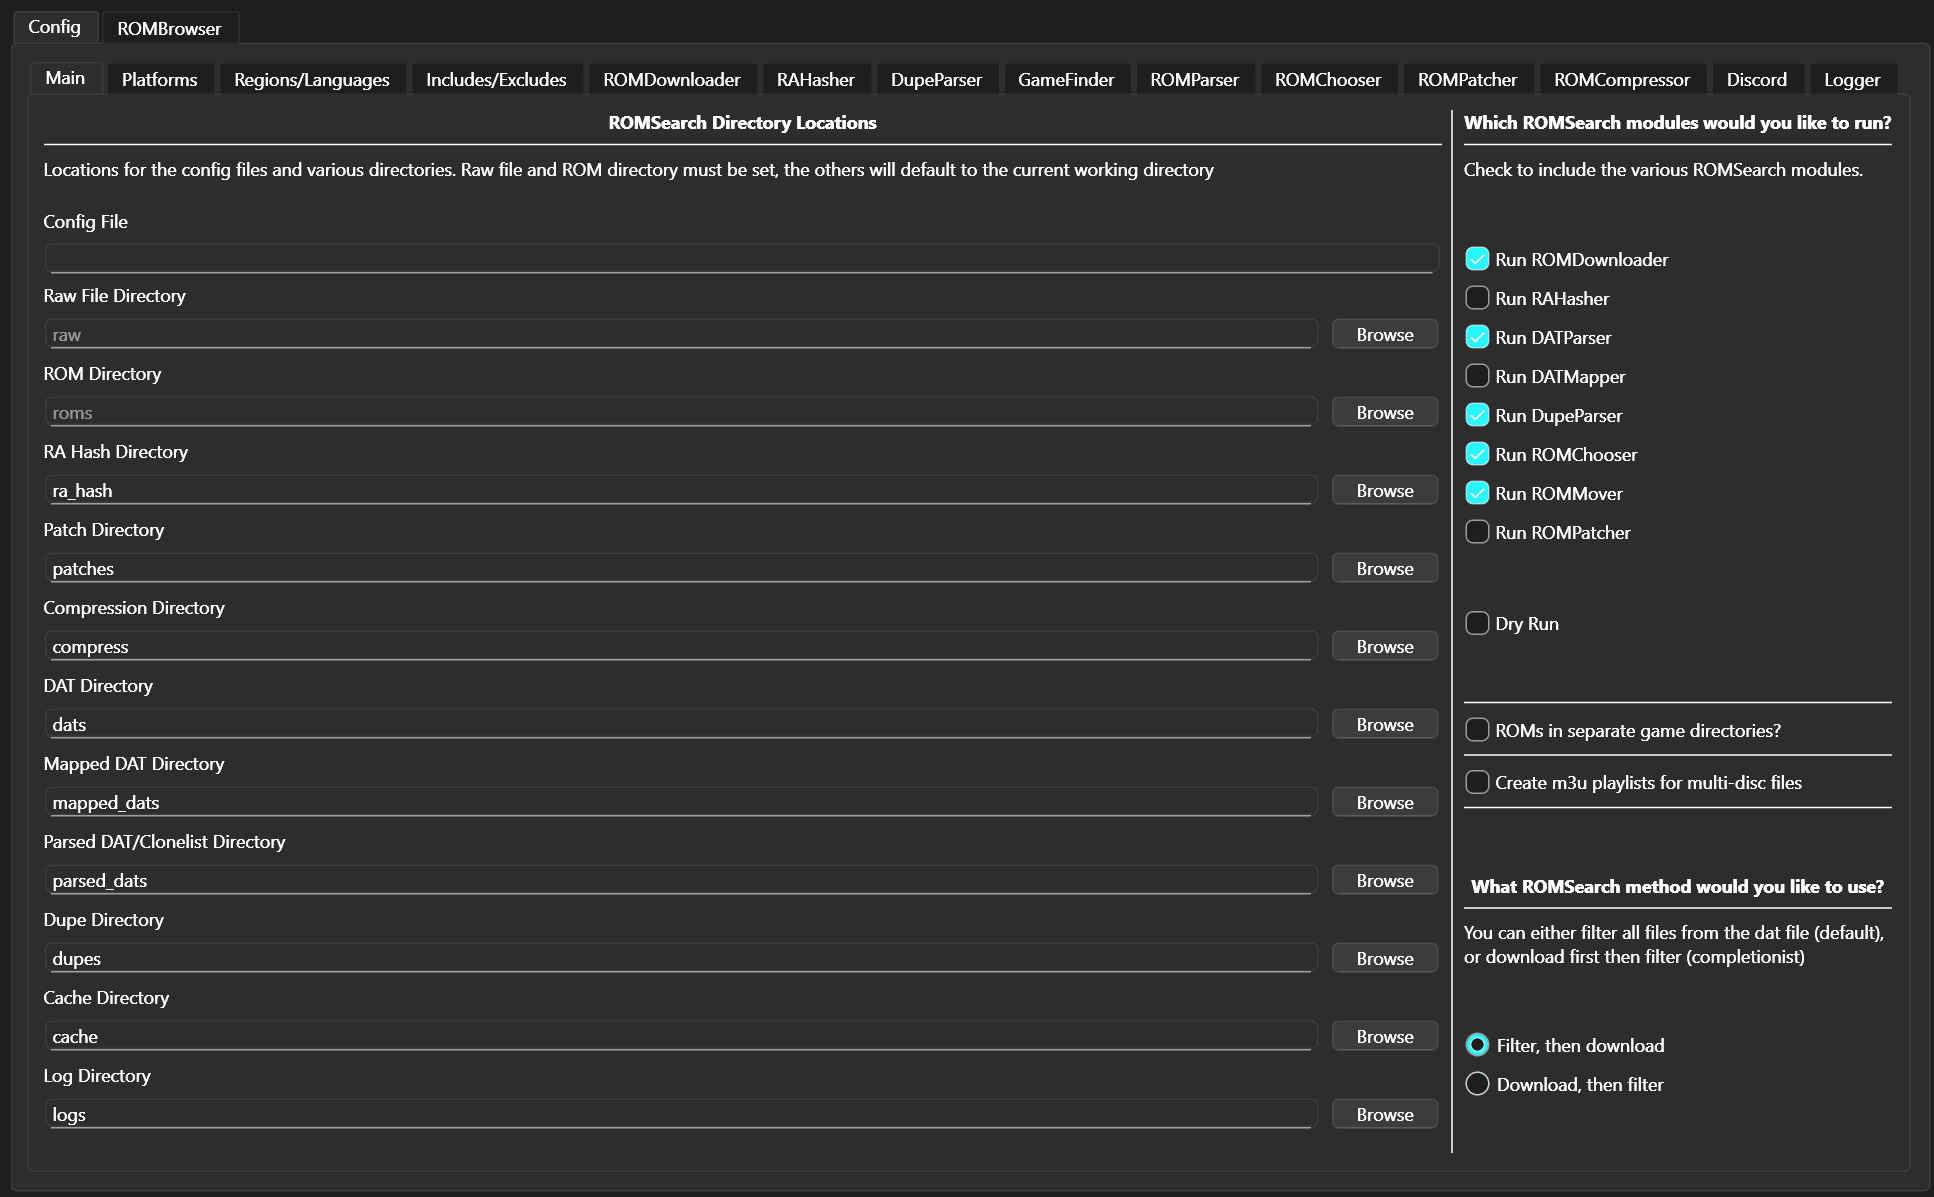 Config
ROMBrowser
Main
Platforms
Regions/Languages
Includes/Excludes
ROMDownloader
RAHasher
DupeParser
GameFinder
ROMParser
ROMChooser
ROMPatcher
ROMCompressor
Discord
Logger
ROMSearch Directory Locations
Locations for the config files and various directories. Raw file and ROM directory must be set, the others will default to the current working directory
Config File
Raw File Directory
raw
Browse
ROM Directory
roms
Browse
RA Hash Directory
ra_hash
Browse
Patch Directory
patches
Browse
Compression Directory
compress
Browse
DAT Directory
dats
Browse
Mapped DAT Directory
mapped_dats
Browse
Parsed DAT/Clonelist Directory
parsed_dats
Browse
Dupe Directory
dupes
Browse
Cache Directory
cache
Browse
Log Directory
logs
Browse
Which ROMSearch modules would you like to run?
Check to include the various ROMSearch modules.
Run ROMDownloader
Run RAHasher
Run DATParser
Run DATMapper
Run DupeParser
Run ROMChooser
Run ROMMover
Run ROMPatcher
Dry Run
ROMs in separate game directories?
Create m3u playlists for multi-disc files
What ROMSearch method would you like to use?
You can either filter all files from the dat file (default),
or download first then filter (completionist)
Filter, then download
Download, then filter